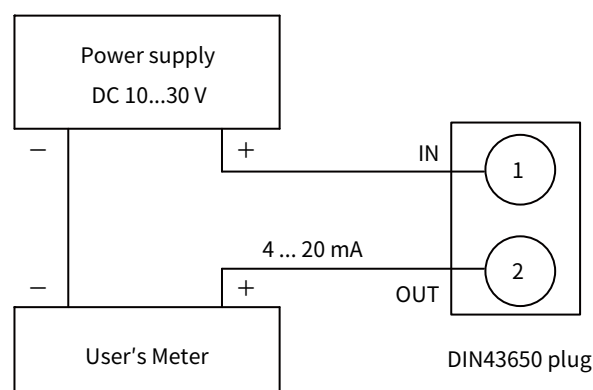 Power supply
DC 10...30 V
− +
IN
1
4 ... 20 mA
2
− +
OUT
User's Meter
DIN43650 plug